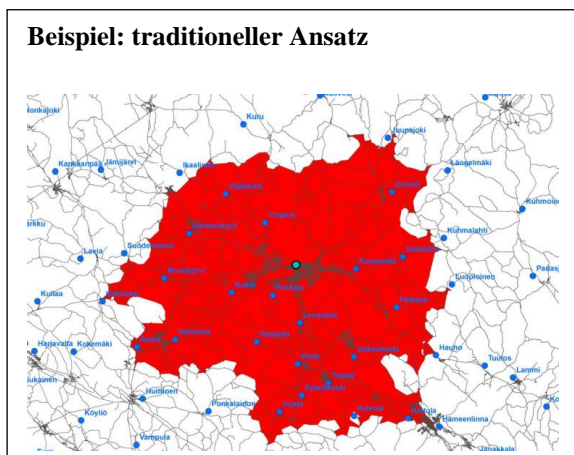 Beispiel: traditioneller Ansatz
Kuru
Juupajoki
Kankaanpää
Jämijärvi
Längelmäki
Viljakkala
Orivesi
Kuhmoinen
Ylöjärvi
Hämeenkyrö
Kuhmalahti
Suodenniemi
Lavia
Sahalahti
Kangasala
Mouhijärvi
Luopioinen
Nokia
Pirkkala
Kullaa
Pälkäne
Lempäälä
Vammala
Vesilahti
Äetsä
Harjavalta
Kokemäki
Valkeakoski
Hauho
Viiala
Tuulos
Toijala
Lammi
Huittinen
Kylmäkoski
Punkalaidun
Urjala
Kalvola
Hattula
Köyliö
Hämeenlinna
Vampula
Janakkala